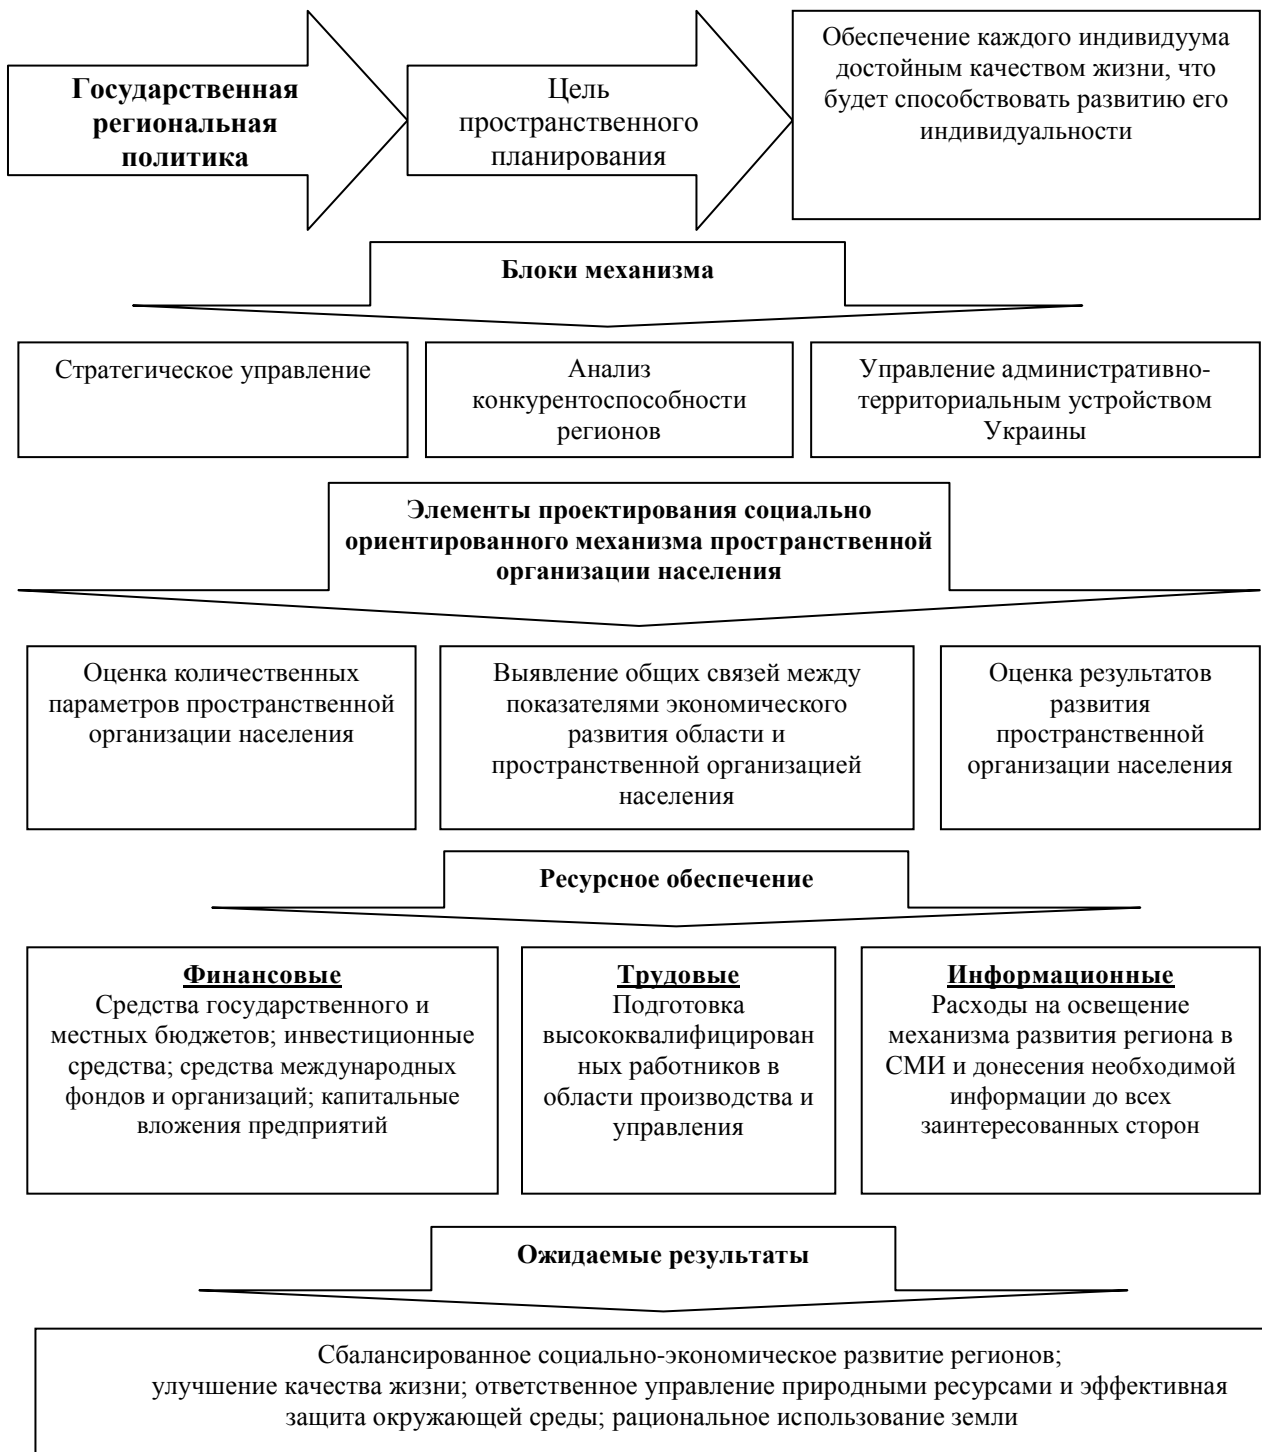 Государственная
региональная
политика
Цель
пространственного
планирования
Обеспечение каждого индивидуума
достойным качеством жизни, что
будет способствовать развитию его
индивидуальности
Блоки механизма
Стратегическое управление
Анализ
конкурентоспособности
регионов
Управление административно-
территориальным устройством
Украины
Элементы проектирования социально
ориентированного механизма пространственной
организации населения
Оценка количественных
параметров пространственной
организации населения
Выявление общих связей между
показателями экономического
развития области и
пространственной организацией
населения
Оценка результатов
развития
пространственной
организации населения
Ресурсное обеспечение
Финансовые
Средства государственного и
местных бюджетов; инвестиционные
средства; средства международных
фондов и организаций; капитальные
вложения предприятий
Трудовые
Подготовка
высококвалифицирован
ных работников в
области производства и
управления
Информационные
Расходы на освещение
механизма развития региона в
СМИ и донесения необходимой
информации до всех
заинтересованных сторон
Ожидаемые результаты
Сбалансированное социально-экономическое развитие регионов;
улучшение качества жизни; ответственное управление природными ресурсами и эффективная
защита окружающей среды; рациональное использование земли